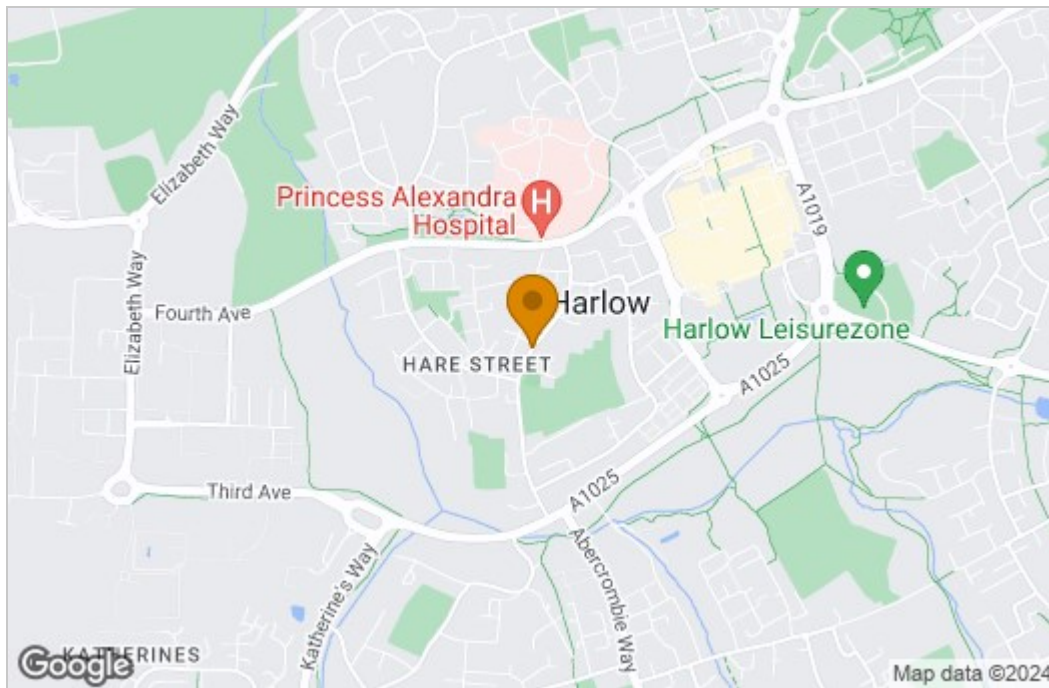 Elizabeth Way
Princess Alexandra
Hospital
H
A1019
Elizabeth Way
Fourth Ave
Harlow
Harlow Leisurezone
HARE STREET
A1025
Third Ave
A1025
Abercrombie Way
Katherine's Way
KATHERINES
Google
Map data ©2024